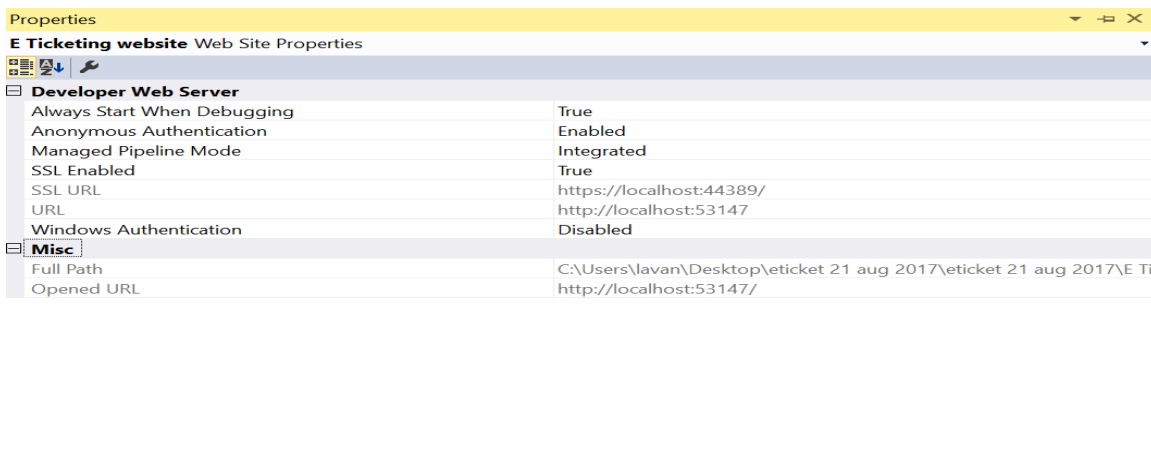 Properties
E Ticketing website Web Site Properties
Developer Web Server
Always Start When Debugging True
Anonymous Authentication Enabled
Managed Pipeline Mode Integrated
SSL Enabled True
SSL URL https://localhost:44389/
URL http://localhost:53147
Windows Authentication Disabled
Misc
Full Path C:\Users\lavan\Desktop\eticket 21 aug 2017\eticket 21 aug 2017\E Ti
Opened URL http://localhost:53147/